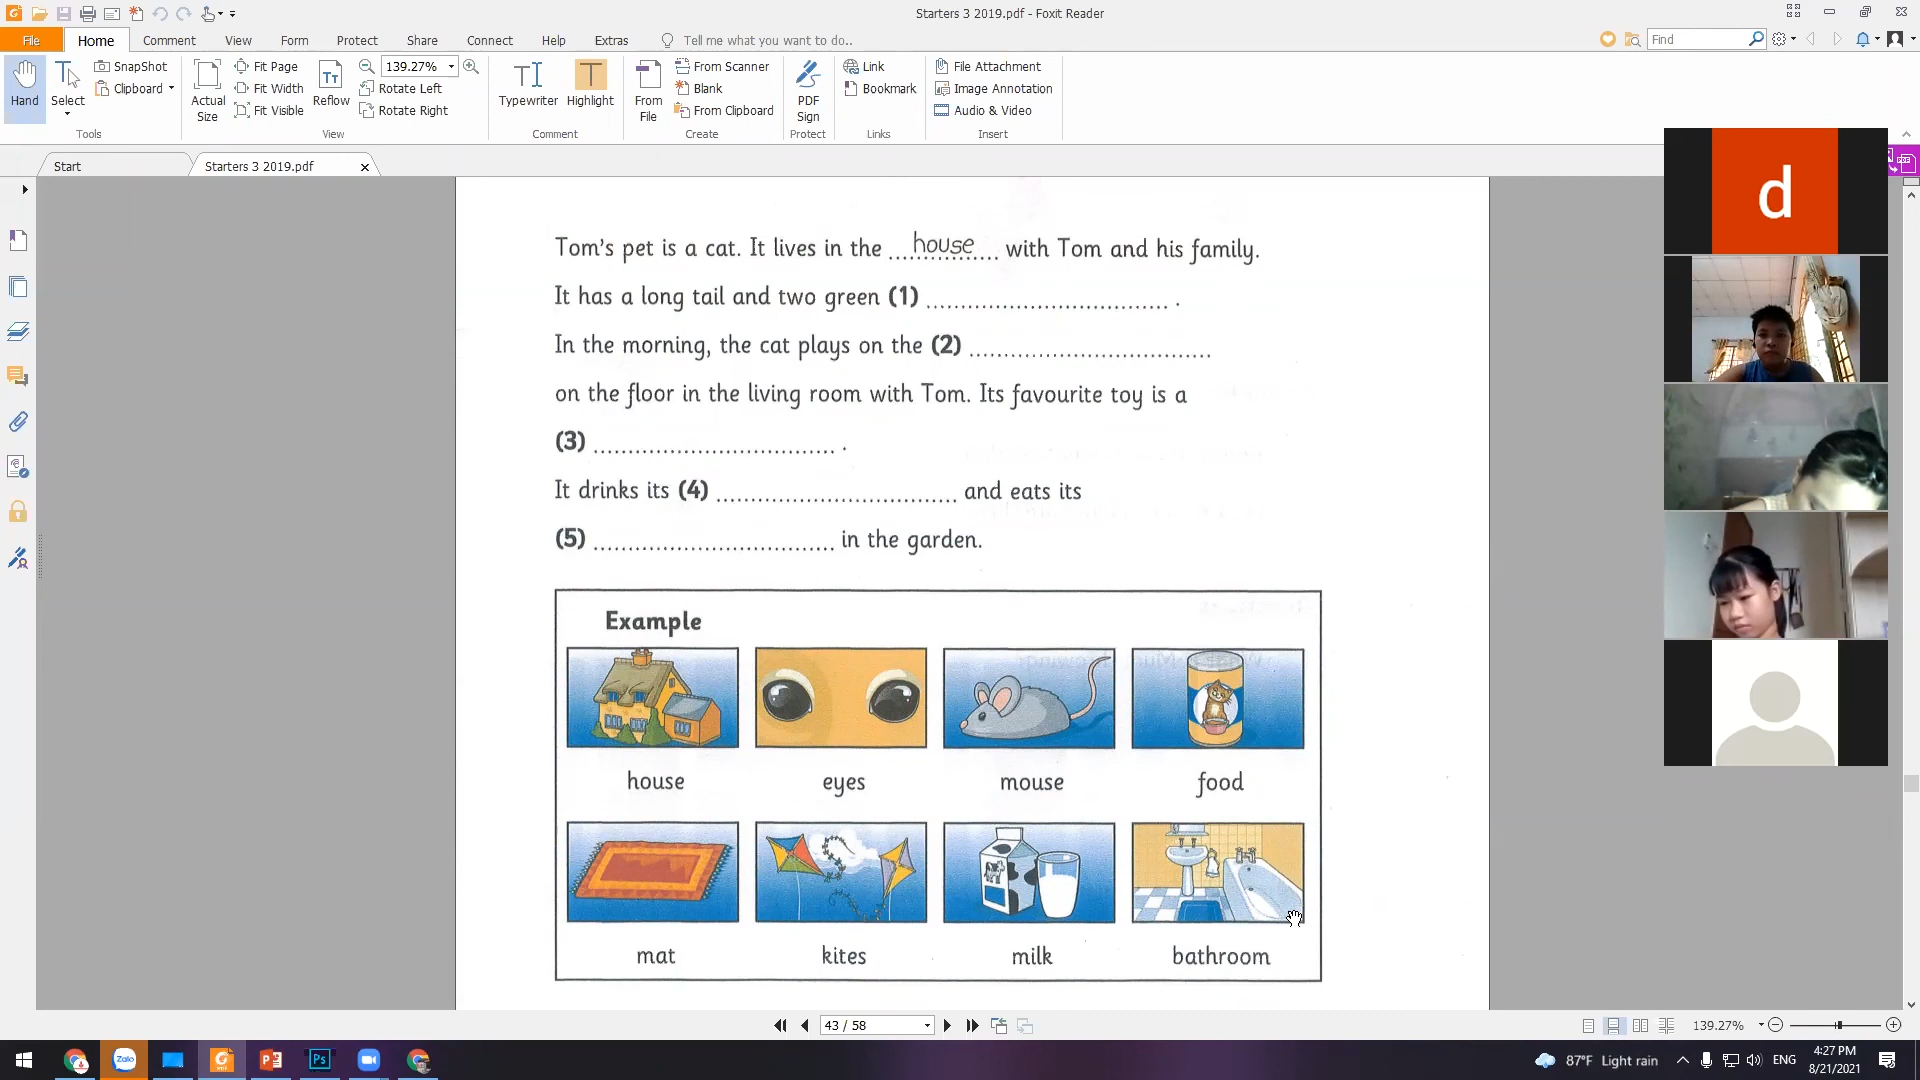 Starters 3 2019.pdf - Foxit Reader
File Home Comment View Form Protect Share Connect Help Extras Tell me what you want to do..
Find
Hand
Select
SnapShot
Clipboard
Tools
Actual Size
Fit Page
Fit Width
Fit Visible
Reflow
139.27%
Rotate Left
Rotate Right
View
Typewriter
Highlight
Comment
From File
From Scanner
Blank
From Clipboard
Create
PDF Sign
Protect
Link
Bookmark
Links
File Attachment
Image Annotation
Audio & Video
Insert
Start
Starters 3 2019.pdf
d
Tom's pet is a cat. It lives in the house with Tom and his family.
It has a long tail and two green (1) .
In the morning, the cat plays on the (2)
on the floor in the living room with Tom. Its favourite toy is a
(3) .
It drinks its (4) and eats its
(5) in the garden.
Example
house eyes mouse food
mat kites milk bathroom
43 / 58
139.27%
Zalo
Ps
87°F Light rain
ENG
4:27 PM
8/21/2021